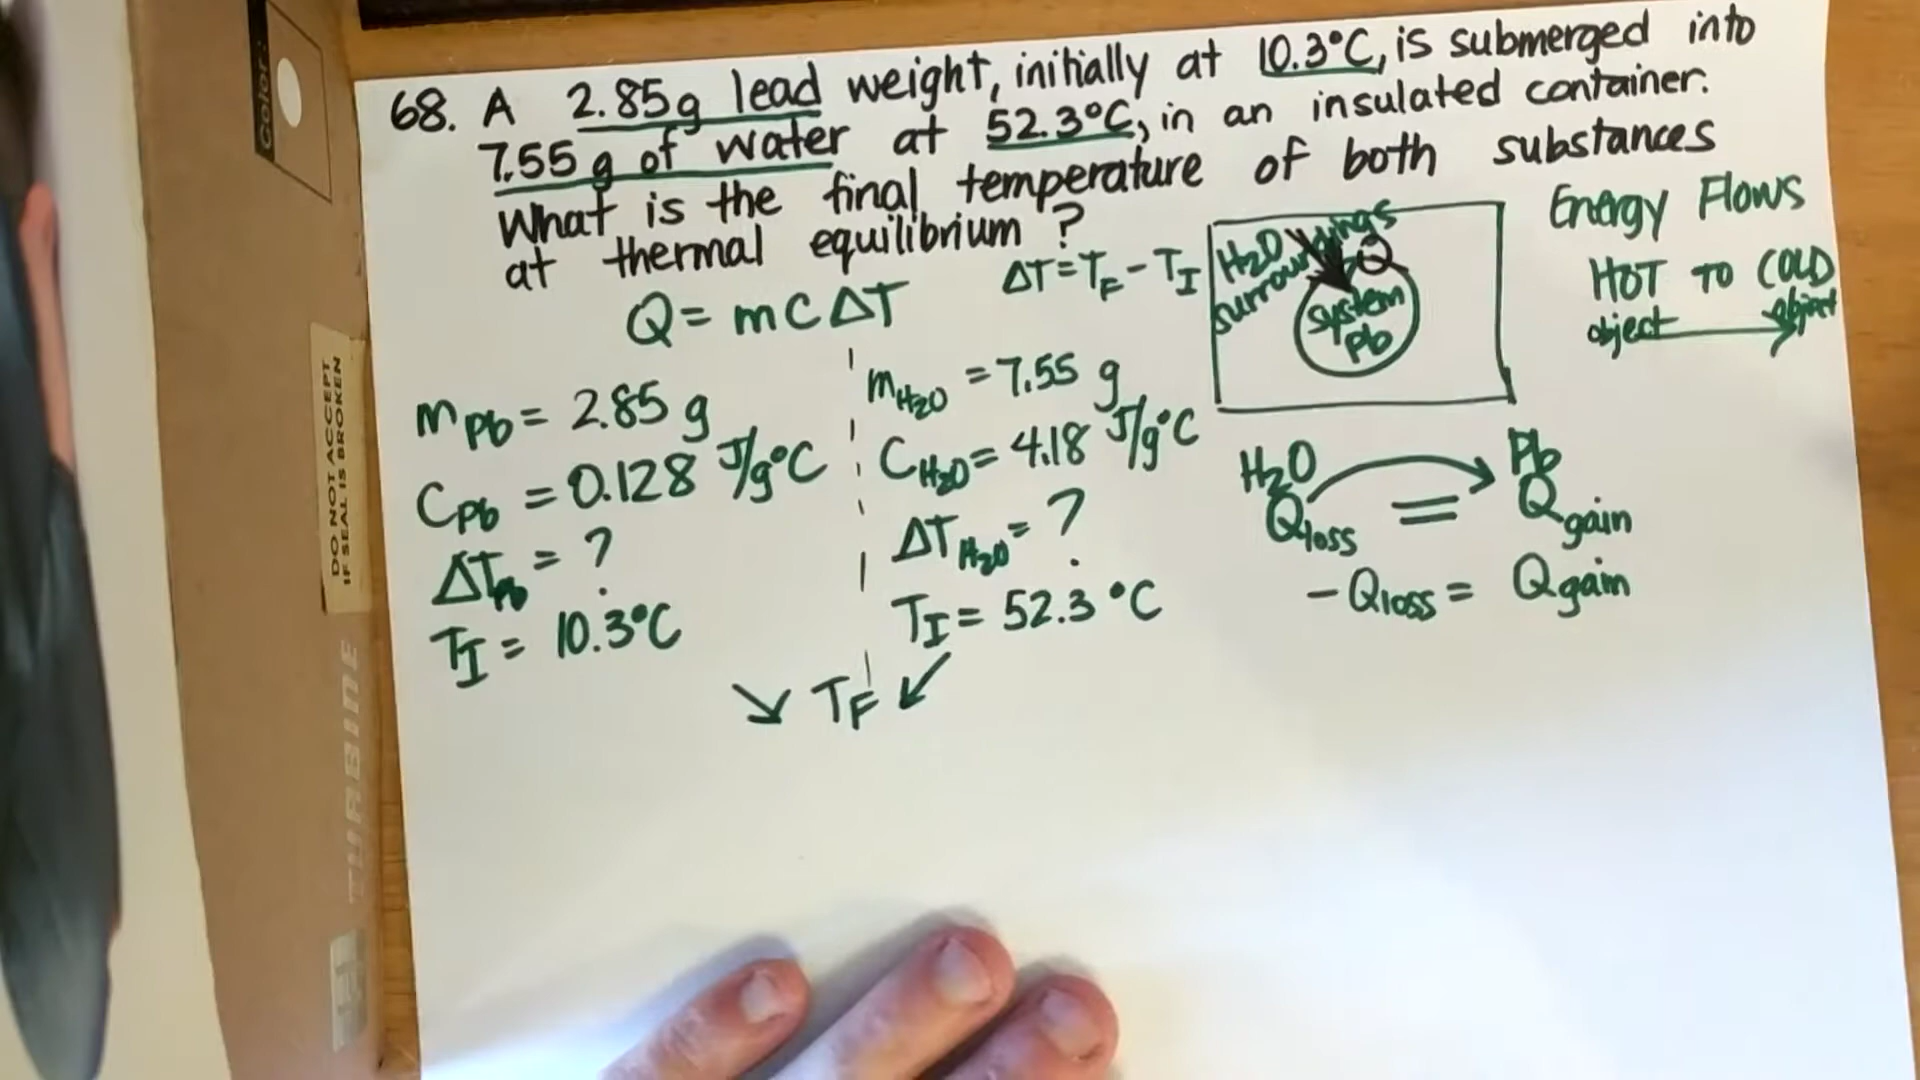 68. A 2.85g lead weight, initially at 10.3°C, is submerged into
7.55 g of water at 52.3°C, in an insulated container.
What is the final temperature of both substances
at thermal equilibrium?
Q = mCΔT
ΔT = TF - TI
H2O
surroundings
Q
system
Pb
Energy Flows
HOT TO COLD
object object
mPb = 2.85 g
CPb = 0.128 J/g°C
ΔTPb = ?
TI = 10.3°C
mH2O = 7.55 g
CH2O = 4.18 J/g°C
ΔTH2O = ?
TI = 52.3 °C
TF
H2O Pb
Qloss = Qgain
-Qloss = Qgain
Color:
DO NOT ACCEPT
IF SEAL IS BROKEN
TURBINE